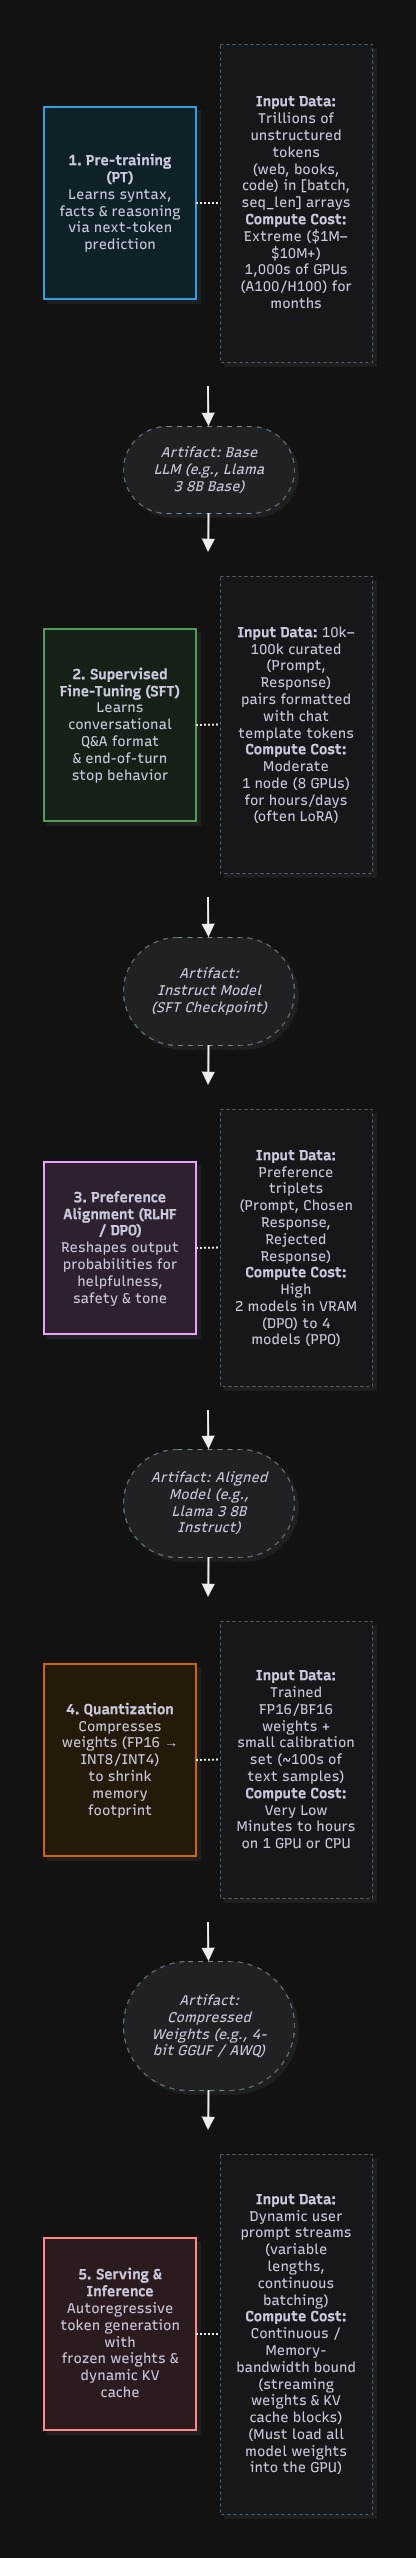 1. Pre-training
(PT)
Learns syntax,
facts & reasoning
via next-token
prediction
Input Data:
Trillions of
unstructured
tokens
(web, books,
code) in [batch,
seq_len] arrays
Compute Cost:
Extreme ($1M–
$10M+)
1,000s of GPUs
(A100/H100) for
months
Artifact: Base
LLM (e.g., Llama
3 8B Base)
2. Supervised
Fine-Tuning (SFT)
Learns
conversational
Q&A format
& end-of-turn
stop behavior
Input Data: 10k–
100k curated
(Prompt,
Response)
pairs formatted
with chat
template tokens
Compute Cost:
Moderate
1 node (8 GPUs)
for hours/days
(often LoRA)
Artifact:
Instruct Model
(SFT Checkpoint)
3. Preference
Alignment (RLHF
/ DPO)
Reshapes output
probabilities for
helpfulness,
safety & tone
Input Data:
Preference
triplets
(Prompt, Chosen
Response,
Rejected
Response)
Compute Cost:
High
2 models in VRAM
(DPO) to 4
models (PPO)
Artifact: Aligned
Model (e.g.,
Llama 3 8B
Instruct)
4. Quantization
Compresses
weights (FP16 →
INT8/INT4)
to shrink
memory
footprint
Input Data:
Trained
FP16/BF16
weights +
small calibration
set (~100s of
text samples)
Compute Cost:
Very Low
Minutes to hours
on 1 GPU or CPU
Artifact:
Compressed
Weights (e.g., 4-
bit GGUF / AWQ)
5. Serving &
Inference
Autoregressive
token generation
with
frozen weights &
dynamic KV
cache
Input Data:
Dynamic user
prompt streams
(variable
lengths,
continuous
batching)
Compute Cost:
Continuous /
Memory-
bandwidth bound
(streaming
weights & KV
cache blocks)
(Must load all
model weights
into the GPU)